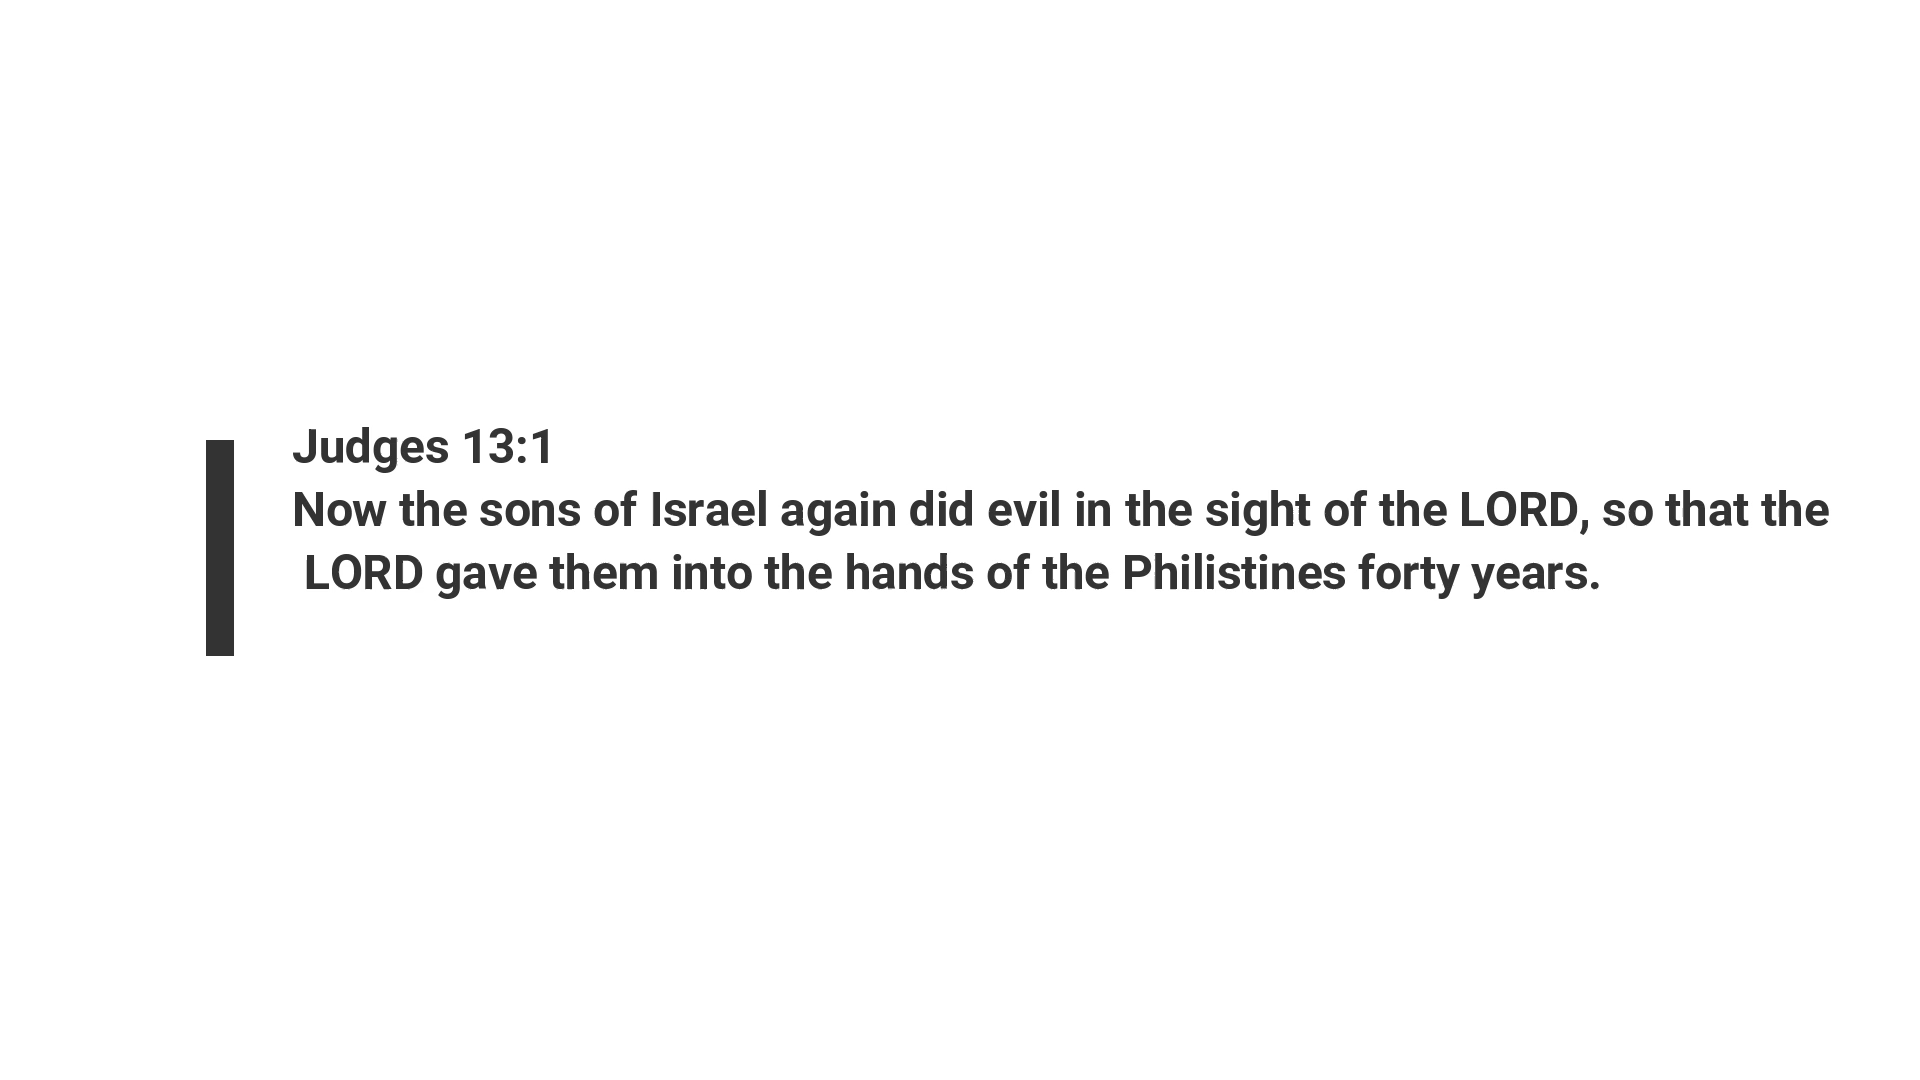 Judges 13:1
Now the sons of Israel again did evil in the sight of the LORD, so that the
LORD gave them into the hands of the Philistines forty years.